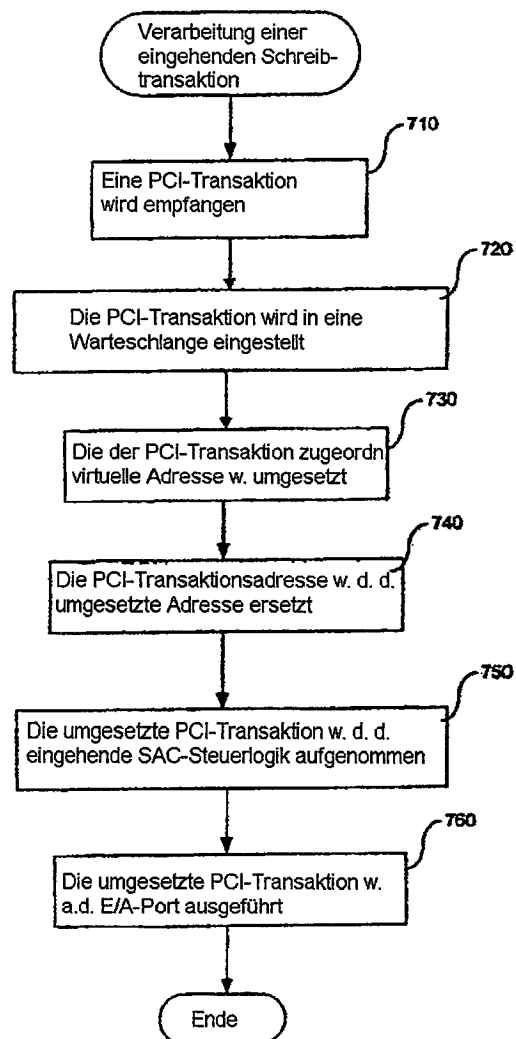 Verarbeitung einer
eingehenden Schreib-
transaktion
710
Eine PCI-Transaktion
wird empfangen
720
Die PCI-Transaktion wird in eine
Warteschlange eingestellt
730
Die der PCI-Transaktion zugeordn.
virtuelle Adresse w. umgesetzt
740
Die PCI-Transaktionsadresse w. d. d.
umgesetzte Adresse ersetzt
750
Die umgesetzte PCI-Transaktion w. d. d.
eingehende SAC-Steuerlogik aufgenommen
760
Die umgesetzte PCI-Transaktion w.
a.d. E/A-Port ausgeführt
Ende